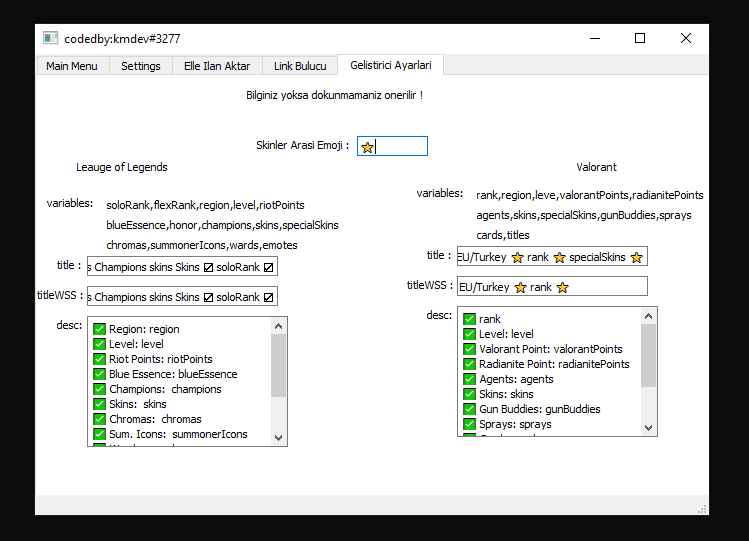 codedby:kmdev#3277
Main Menu Settings Elle Ilan Aktar Link Bulucu Gelistirici Ayarlari
Bilginiz yoksa dokunmamaniz onerilir !
Skinler Arasi Emoji : ⭐
Leauge of Legends
variables: soloRank,flexRank,region,level,riotPoints
blueEssence,honor,champions,skins,specialSkins
chromas,summonerIcons,wards,emotes
title : s Champions skins Skins ☑ soloRank ☑
titleWSS : s Champions skins Skins ☑ soloRank ☑
desc: ✅ Region: region
✅ Level: level
✅ Riot Points: riotPoints
✅ Blue Essence: blueEssence
✅ Champions: champions
✅ Skins: skins
✅ Chromas: chromas
✅ Sum. Icons: summonerIcons
Valorant
variables: rank,region,leve,valorantPoints,radianitePoints
agents,skins,specialSkins,gunBuddies,sprays
cards,titles
title : EU/Turkey ⭐ rank ⭐ specialSkins ⭐
titleWSS : EU/Turkey ⭐ rank ⭐
desc: ✅ rank
✅ Level: level
✅ Valorant Point: valorantPoints
✅ Radianite Point: radianitePoints
✅ Agents: agents
✅ Skins: skins
✅ Gun Buddies: gunBuddies
✅ Sprays: sprays